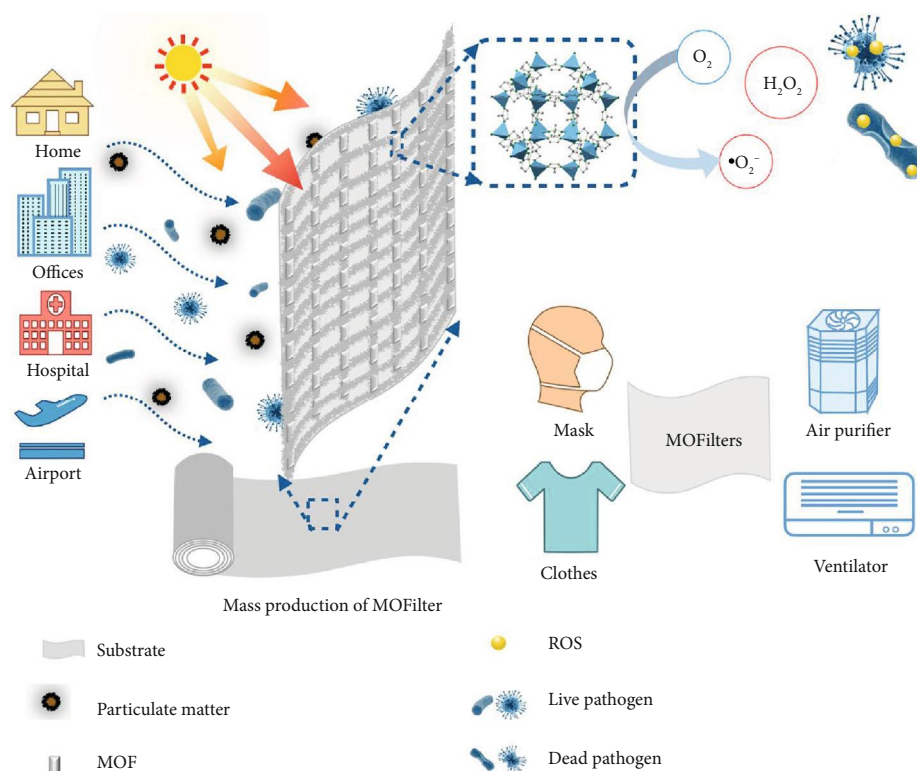 Home
Offices
Hospital
Airport
O₂
H₂O₂
•O₂⁻
Mask
MOFilters
Air purifier
Clothes
Ventilator
Mass production of MOFilter
Substrate
ROS
Particulate matter
Live pathogen
MOF
Dead pathogen